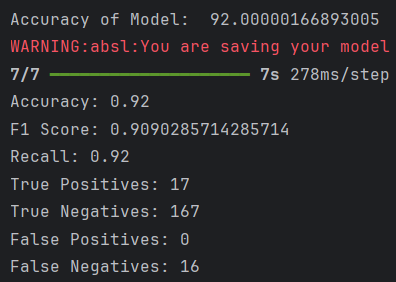 Accuracy of Model:  92.00000166893005
WARNING:absl:You are saving your model
7/7 ━━━━━━━━━━━━━━━━━━━━ 7s 278ms/step
Accuracy: 0.92
F1 Score: 0.9090285714285714
Recall: 0.92
True Positives: 17
True Negatives: 167
False Positives: 0
False Negatives: 16